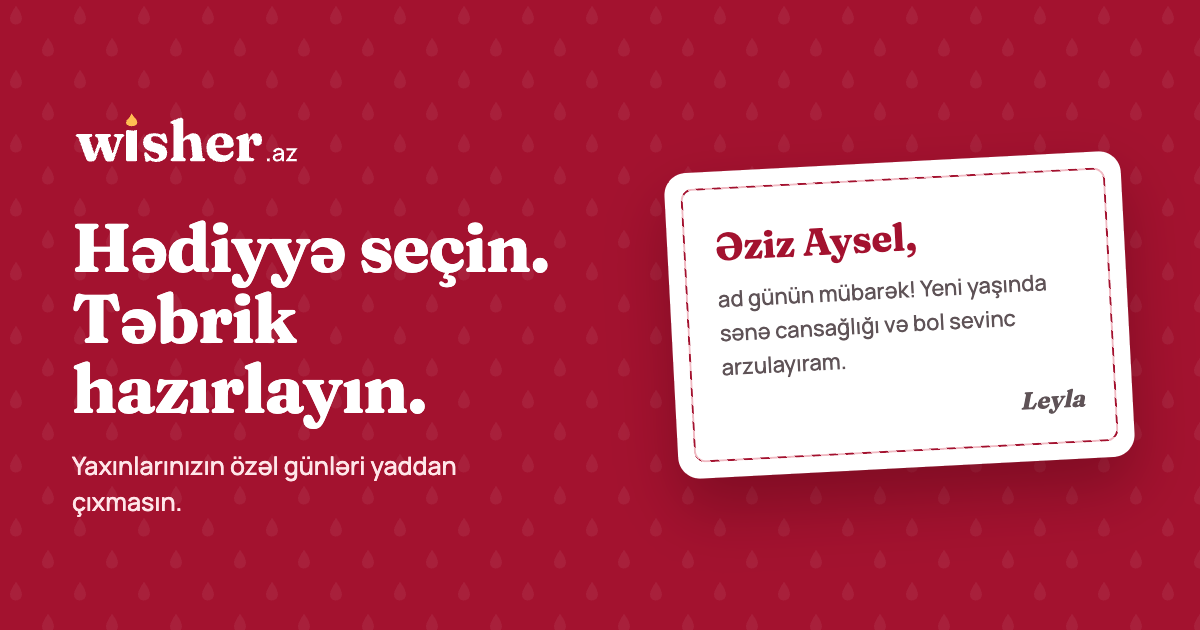 wisher.az
Hədiyyə seçin.
Təbrik
hazırlayın.
Yaxınlarınızın özəl günləri yaddan
çıxmasın.
Əziz Aysel,
ad günün mübarək! Yeni yaşında
sənə cansağlığı və bol sevinc
arzulayıram.
Leyla